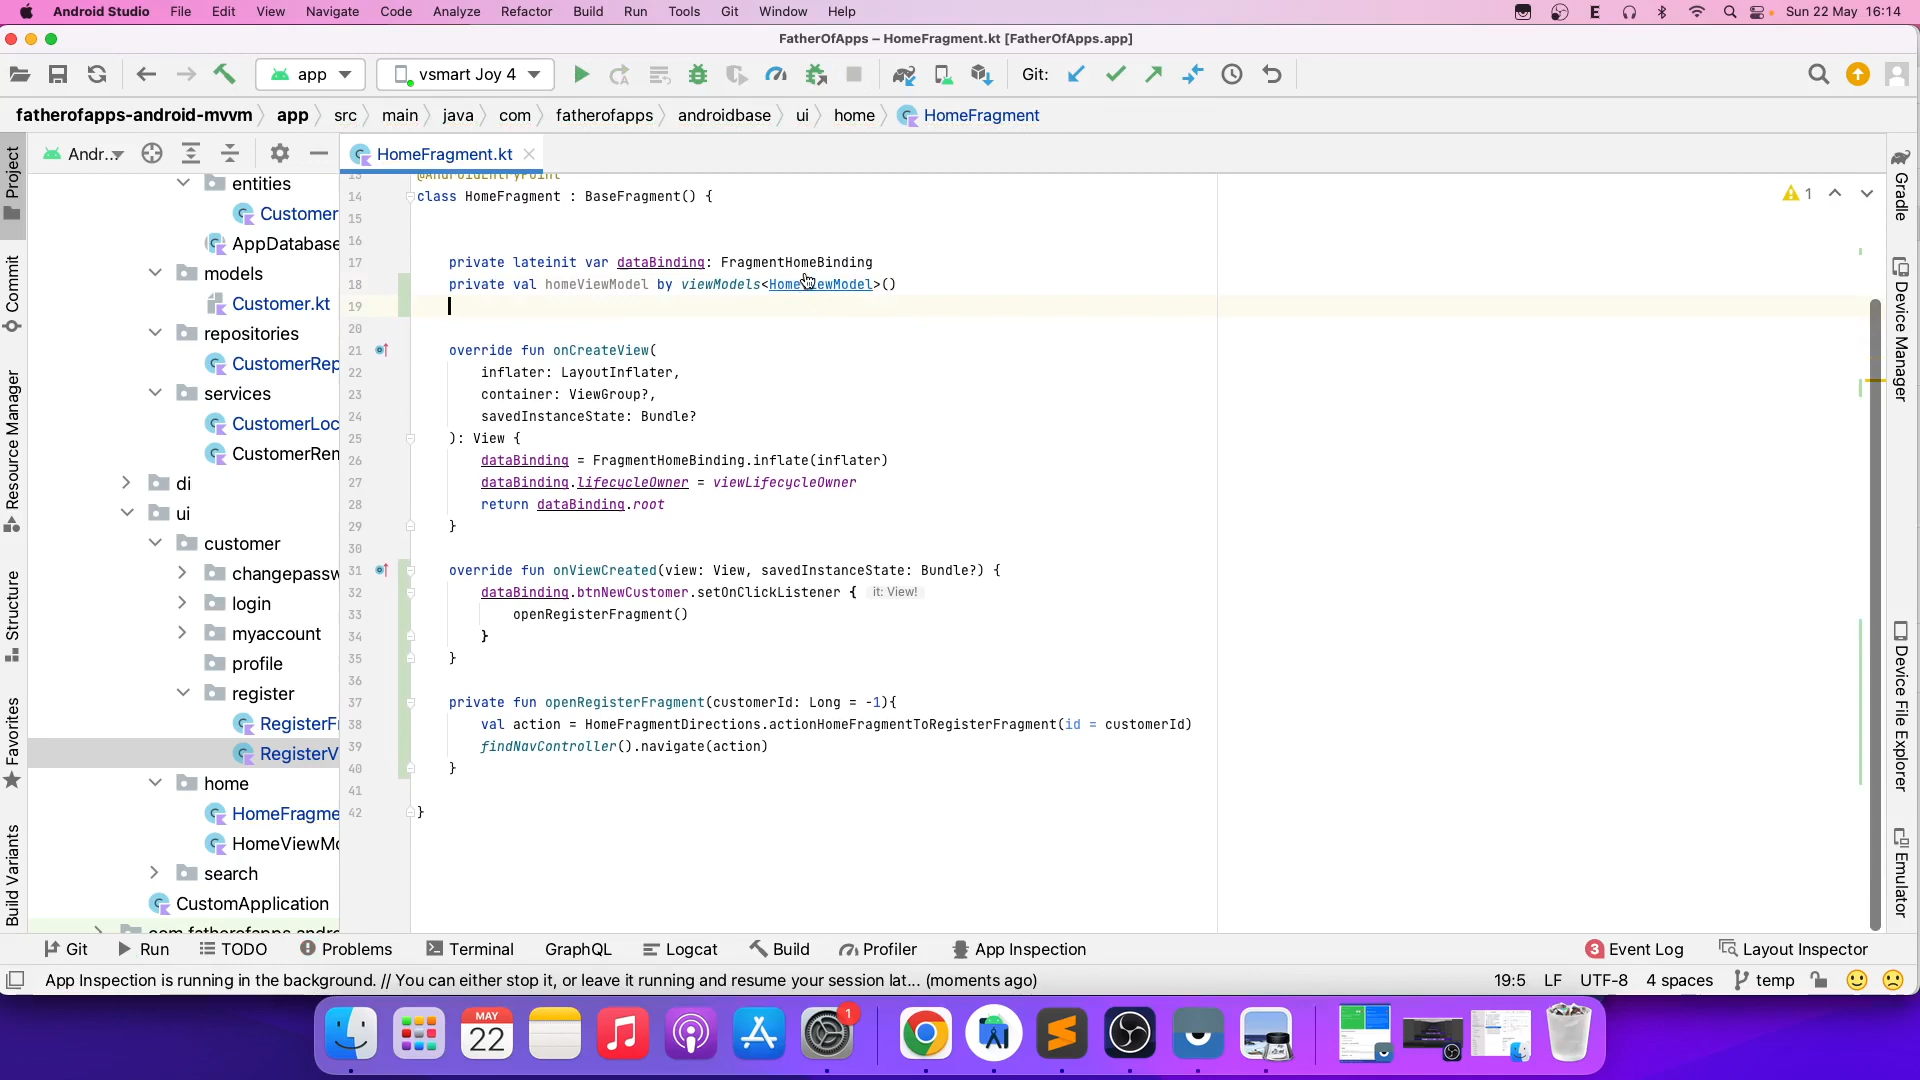 Android Studio File Edit View Navigate Code Analyze Refactor Build Run Tools Git Window Help Sun 22 May 16:14
FatherOfApps – HomeFragment.kt [FatherOfApps.app]
app vsmart Joy 4 Git:
fatherofapps-android-mvvm app src main java com fatherofapps androidbase ui home HomeFragment
Andr... HomeFragment.kt
Project
Commit
Resource Manager
Structure
Favorites
Build Variants
entities
Customer
AppDatabase
models
Customer.kt
repositories
CustomerRep
services
CustomerLoc
CustomerRem
di
ui
customer
changepassw
login
myaccount
profile
register
RegisterF
RegisterV
home
HomeFragme
HomeViewMo
search
CustomApplication
13 @AndroidEntryPoint
14 class HomeFragment : BaseFragment() {
15
16
17 private lateinit var dataBinding: FragmentHomeBinding
18 private val homeViewModel by viewModels<HomeViewModel>()
19
20
21 override fun onCreateView(
22 inflater: LayoutInflater,
23 container: ViewGroup?,
24 savedInstanceState: Bundle?
25 ): View {
26 dataBinding = FragmentHomeBinding.inflate(inflater)
27 dataBinding.lifecycleOwner = viewLifecycleOwner
28 return dataBinding.root
29 }
30
31 override fun onViewCreated(view: View, savedInstanceState: Bundle?) {
32 dataBinding.btnNewCustomer.setOnClickListener { it: View!
33 openRegisterFragment()
34 }
35 }
36
37 private fun openRegisterFragment(customerId: Long = -1){
38 val action = HomeFragmentDirections.actionHomeFragmentToRegisterFragment(id = customerId)
39 findNavController().navigate(action)
40 }
41
42 }
1
Gradle
Device Manager
Device File Explorer
Emulator
Git Run TODO Problems Terminal GraphQL Logcat Build Profiler App Inspection 3 Event Log Layout Inspector
App Inspection is running in the background. // You can either stop it, or leave it running and resume your session lat... (moments ago) 19:5 LF UTF-8 4 spaces temp
MAY
22
1